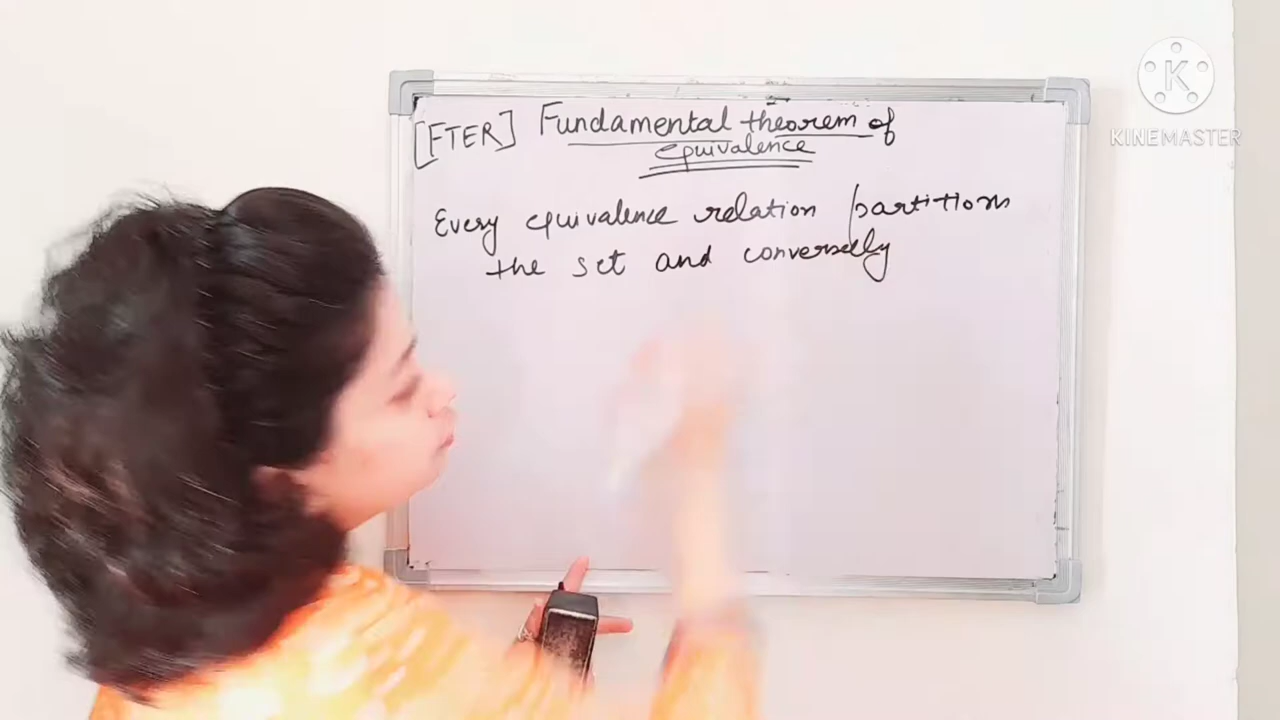 [FTER] Fundamental theorem of
equivalence
Every equivalence relation partitions
the set and conversely
K
KINEMASTER